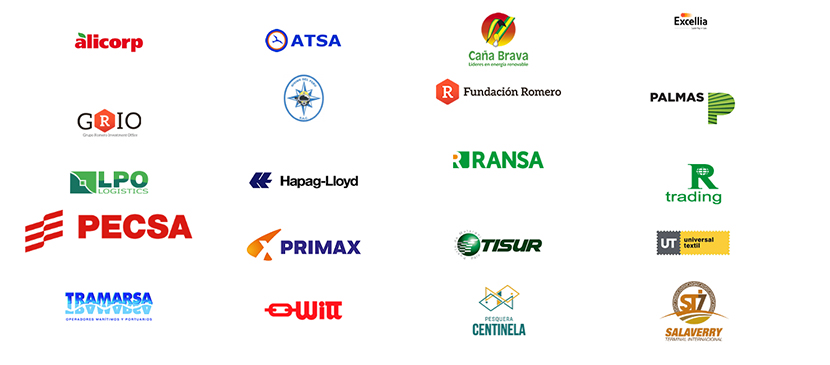 alicorp
ATSA
Caña Brava
Líderes en energía renovable
Excellia
GRIO
Grupo Romero Investment Office
R Fundación Romero
PALMAS
LPO
LOGISTICS
Hapag-Lloyd
RANSA
R
trading
PECSA
PRIMAX
TISUR
UT universal
textil
TRAMARSA
OPERADORES MARÍTIMOS Y PORTUARIOS
Witt
PESQUERA
CENTINELA
STI
SALAVERRY
TERMINAL INTERNACIONAL